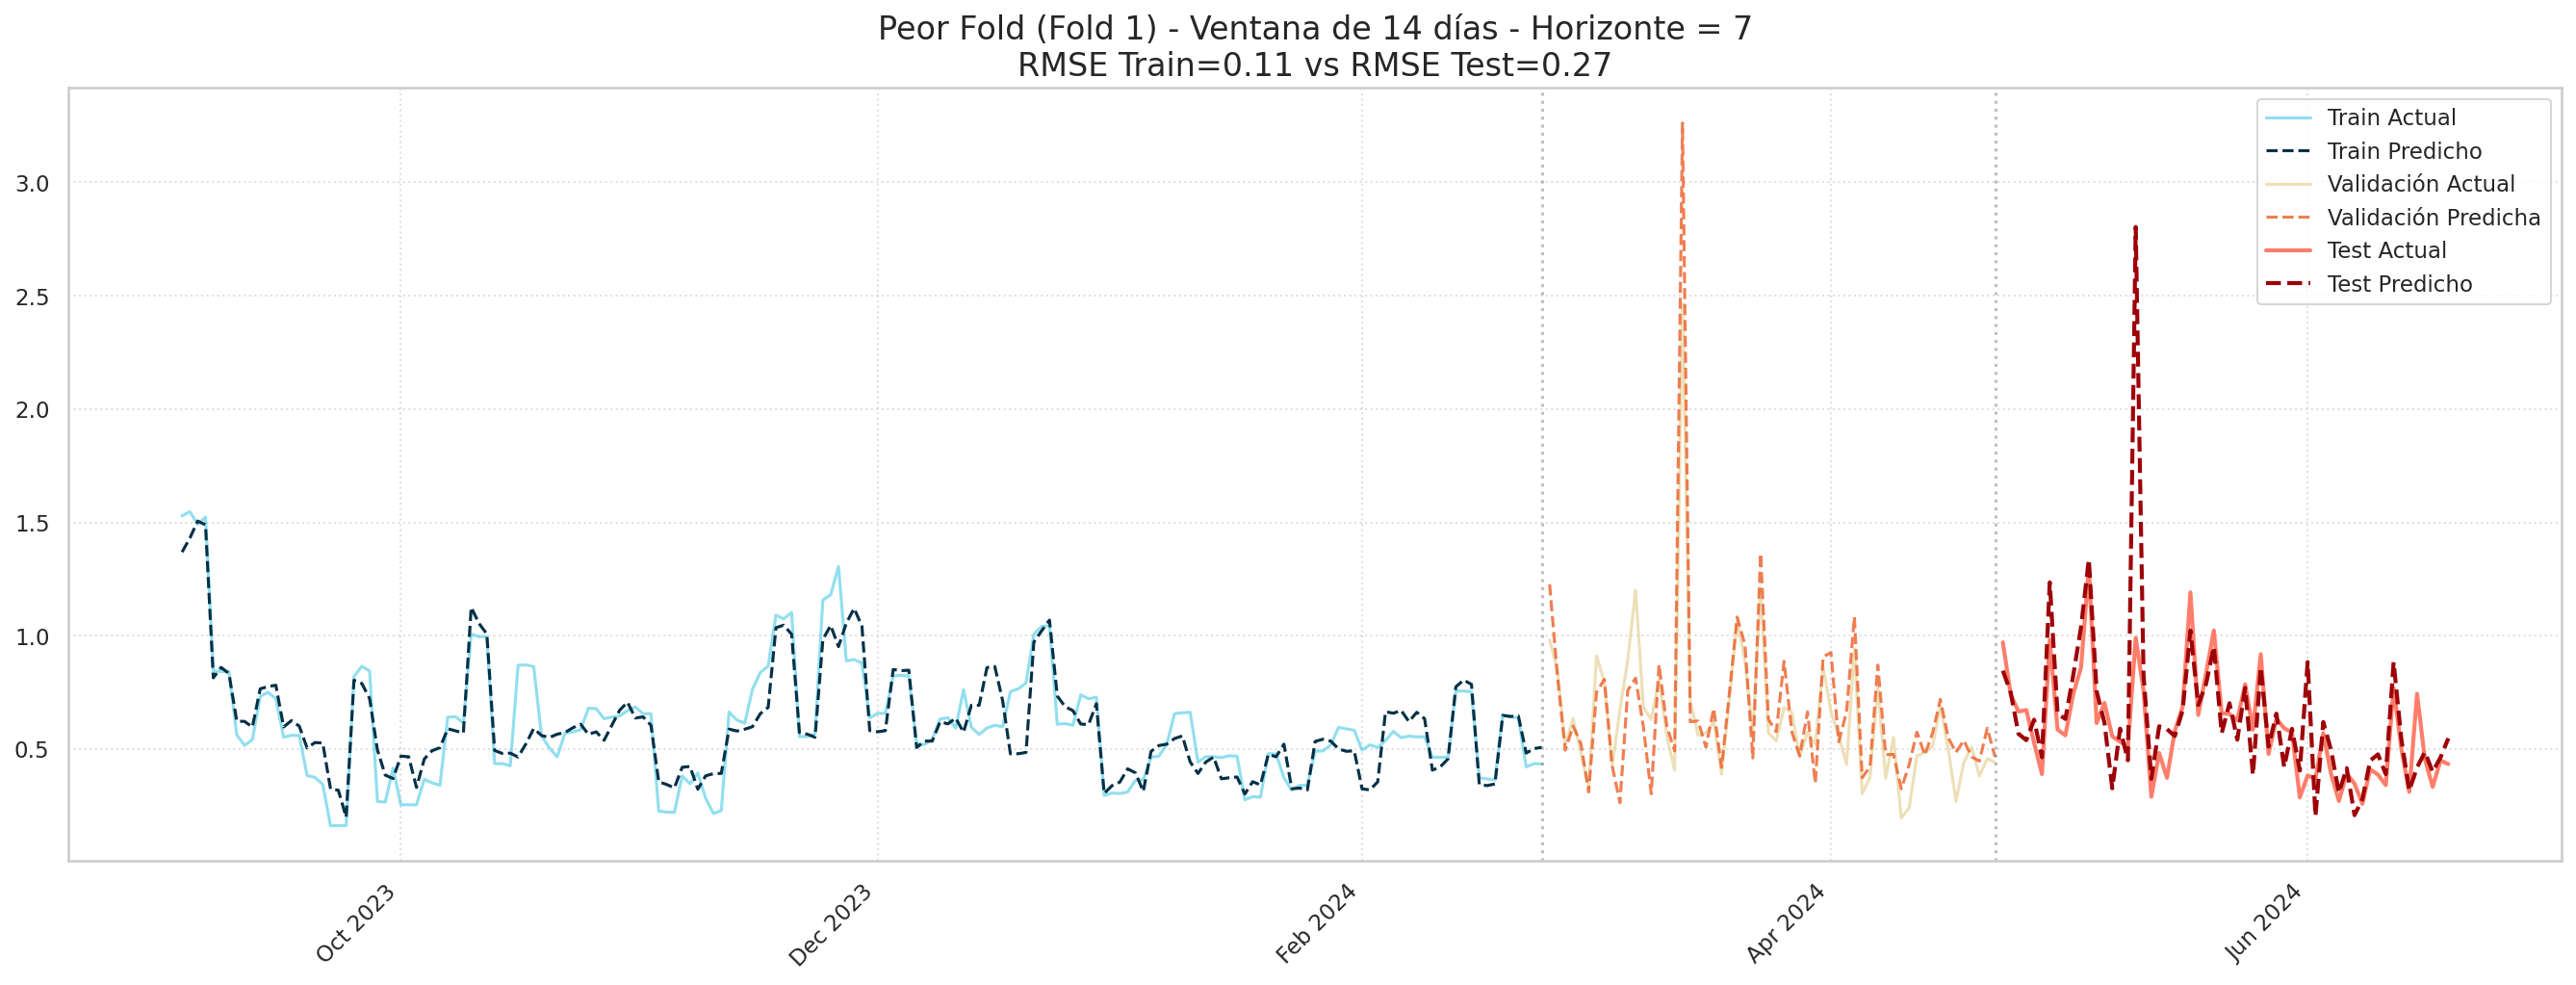 Peor Fold (Fold 1) - Ventana de 14 días - Horizonte = 7
RMSE Train=0.11 vs RMSE Test=0.27
Train Actual
Train Predicho
Validación Actual
Validación Predicha
Test Actual
Test Predicho
3.0
2.5
2.0
1.5
1.0
0.5
Oct 2023
Dec 2023
Feb 2024
Apr 2024
Jun 2024